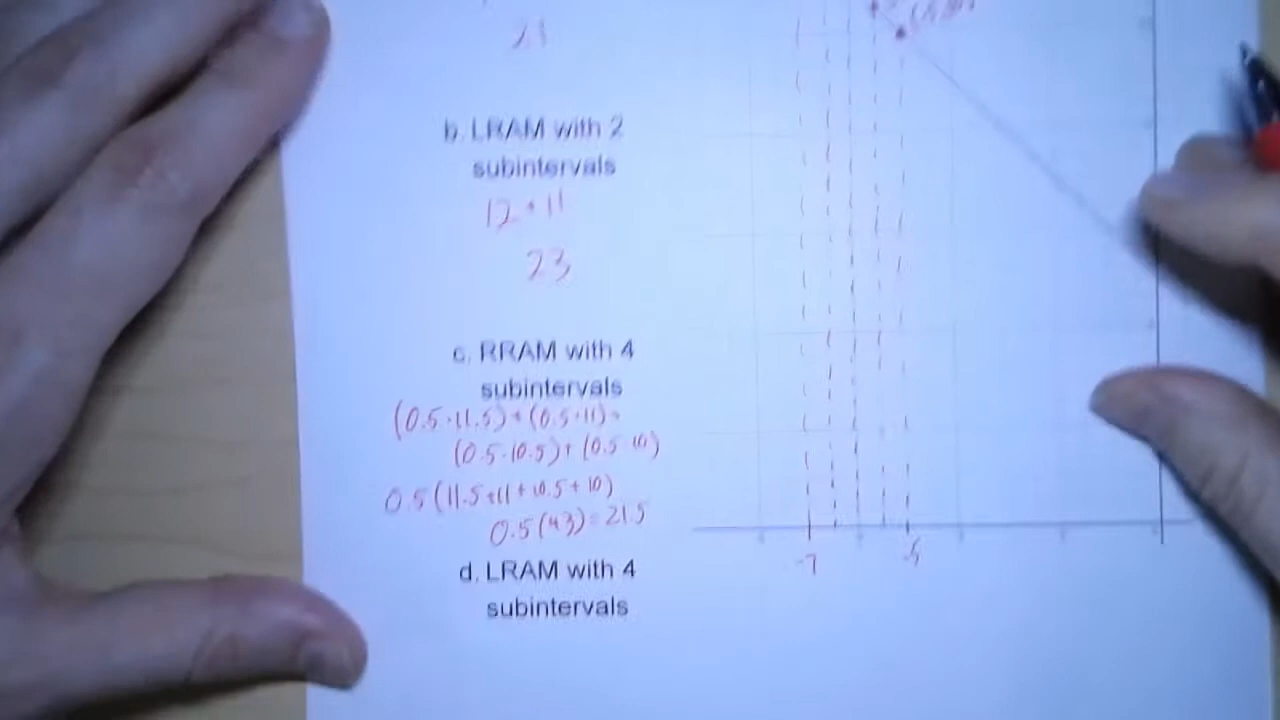 b. LRAM with 2
subintervals
12 + 11
23
c. RRAM with 4
subintervals
(0.5·11.5) + (0.5·11) +
(0.5·10.5) + (0.5·10)
0.5(11.5+11+10.5+10)
0.5(43)=21.5
d. LRAM with 4
subintervals
-7
-5